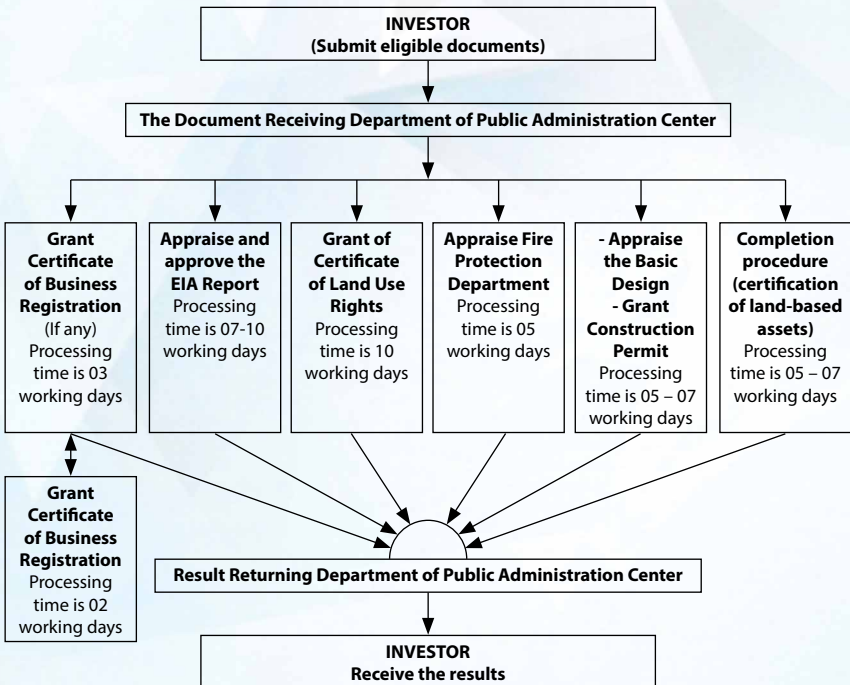 INVESTOR
(Submit eligible documents)
The Document Receiving Department of Public Administration Center
Grant
Certificate
of Business
Registration
(If any)
Processing
time is 03
working days
Appraise and
approve the
EIA Report
Processing
time is 07-10
working days
Grant of
Certificate
of Land Use
Rights
Processing
time is 10
working days
Appraise Fire
Protection
Department
Processing
time is 05
working days
- Appraise
the Basic
Design
- Grant
Construction
Permit
Processing
time is 05 – 07
working days
Completion
procedure
(certification
of land-based
assets)
Processing
time is 05 – 07
working days
Grant
Certificate
of Business
Registration
Processing
time is 02
working days
Result Returning Department of Public Administration Center
INVESTOR
Receive the results